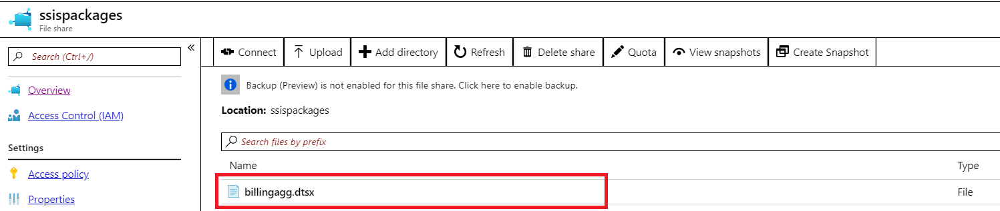 ssispackages
File share
Search (Ctrl+/)
«
Overview
Access Control (IAM)
Settings
Access policy
Properties
Connect Upload Add directory Refresh Delete share Quota View snapshots Create Snapshot
Backup (Preview) is not enabled for this file share. Click here to enable backup.
Location: ssispackages
Search files by prefix
Name Type
billingagg.dtsx File